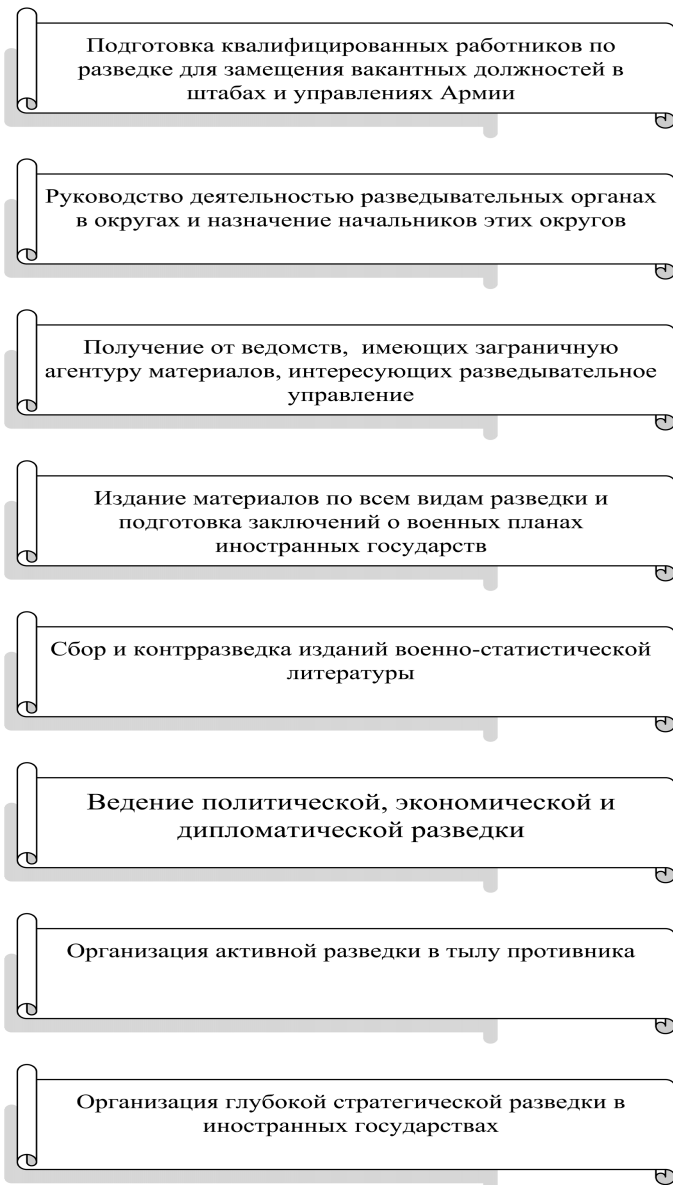 Подготовка квалифицированных работников по
разведке для замещения вакантных должностей в
штабах и управлениях Армии
Руководство деятельностью разведывательных органах
в округах и назначение начальников этих округов
Получение от ведомств, имеющих заграничную
агентуру материалов, интересующих разведывательное
управление
Издание материалов по всем видам разведки и
подготовка заключений о военных планах
иностранных государств
Сбор и контрразведка изданий военно-статистической
литературы
Ведение политической, экономической и
дипломатической разведки
Организация активной разведки в тылу противника
Организация глубокой стратегической разведки в
иностранных государствах